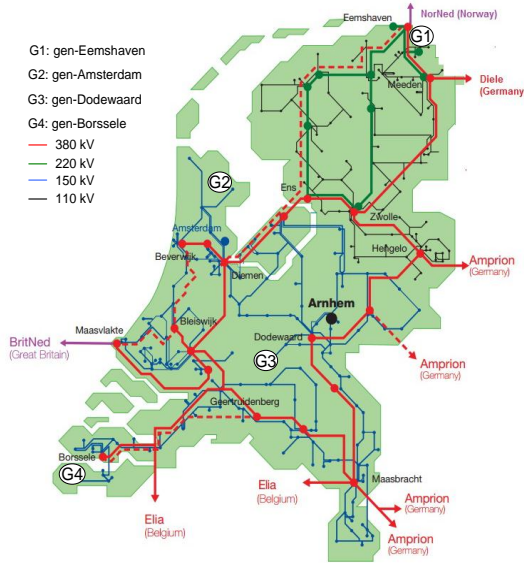 Eemshaven
NorNed (Norway)
G1
G1: gen-Eemshaven
G2: gen-Amsterdam
G3: gen-Dodewaard
G4: gen-Borssele
380 kV
220 kV
150 kV
110 kV
Meeden
Diele
(Germany
G2
Ens
Zwolle
Amsterdam
Beverwijk
Hengelo
Diemen
Amprion
(Germany)
Arnhem
Bleiswijk
Maasvlakte
BritNed
(Great Britain)
Dodewaard
G3
Amprion
(Germany)
Geertruidenberg
Borssele
G4
Maasbracht
Elia
(Belgium)
Elia
(Belgium)
Amprion
(Germany)
Amprion
(Germany)